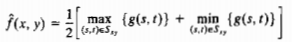 f̂(x, y) = 1/2 [ max_{(s,t)∈S_{xy}} {g(s, t)} + min_{(s,t)∈S_{xy}} {g(s, t)} ]